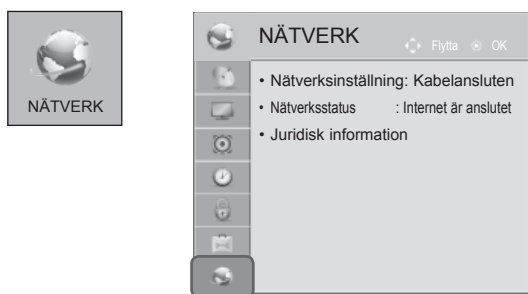 NÄTVERK
NÄTVERK Flytta OK
• Nätverksinställning: Kabelansluten
• Nätverksstatus : Internet är anslutet
• Juridisk information